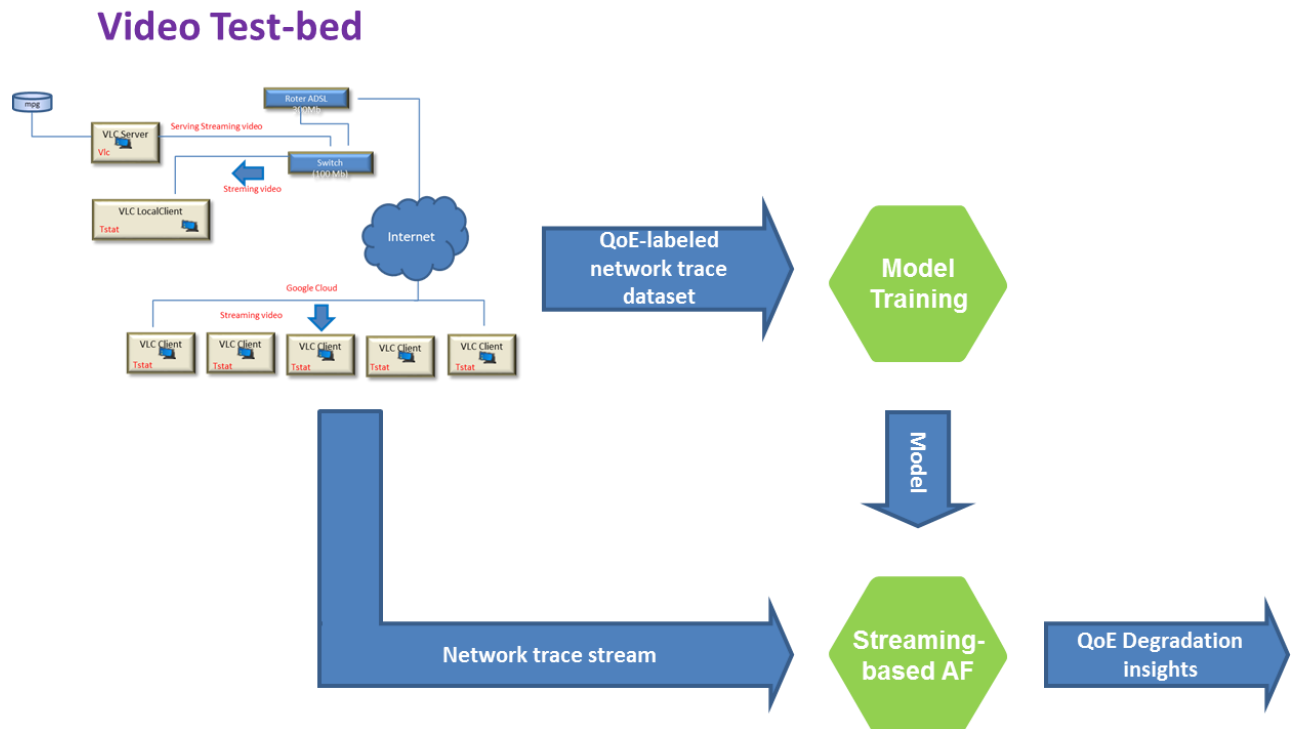 Video Test-bed
mpg
Roter ADSL
300Mb
VLC Server
Vlc
Serving Streaming video
Switch
(100 Mb)
Streming video
VLC LocalClient
Tstat
Internet
Google Cloud
Streaming video
VLC Client
Tstat
VLC Client
Tstat
VLC Client
Tstat
VLC Client
Tstat
VLC Client
Tstat
QoE-labeled
network trace
dataset
Model
Training
Model
Network trace stream
Streaming-
based AF
QoE Degradation
insights